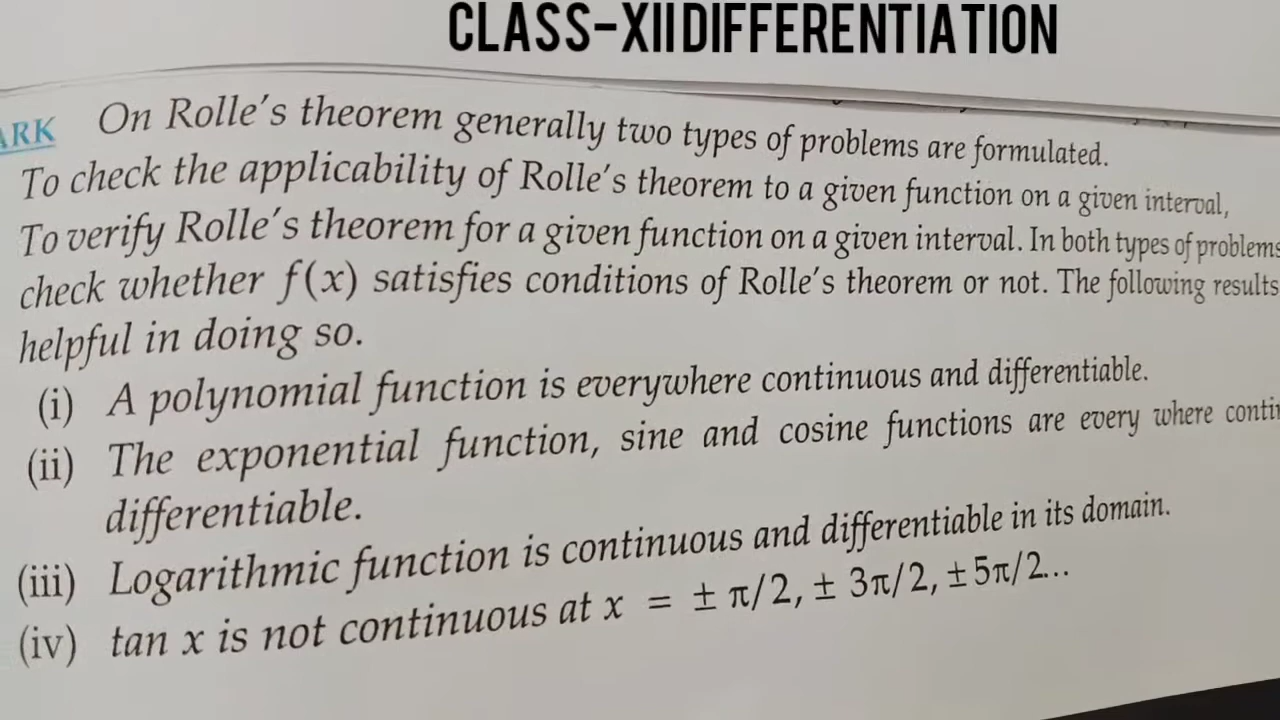 CLASS-XII DIFFERENTIATION
ARK On Rolle's theorem generally two types of problems are formulated.
To check the applicability of Rolle's theorem to a given function on a given interval,
To verify Rolle's theorem for a given function on a given interval. In both types of problems
check whether f(x) satisfies conditions of Rolle's theorem or not. The following results
helpful in doing so.
(i) A polynomial function is everywhere continuous and differentiable.
(ii) The exponential function, sine and cosine functions are every where conti
differentiable.
(iii) Logarithmic function is continuous and differentiable in its domain.
(iv) tan x is not continuous at x = ± π/2, ± 3π/2, ± 5π/2...